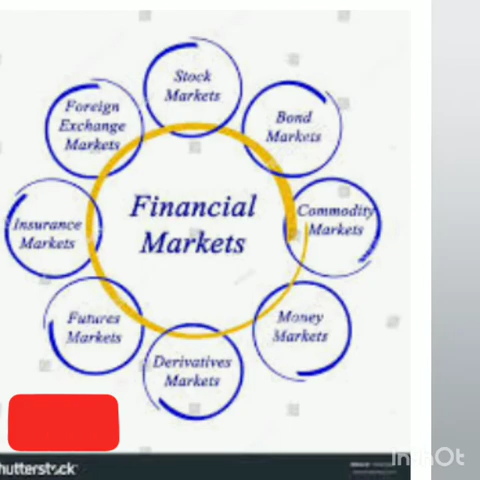 Stock
Markets
Bond
Markets
Commodity
Markets
Money
Markets
Derivatives
Markets
Futures
Markets
Insurance
Markets
Foreign
Exchange
Markets
Financial
Markets
hutterstock
InShOt